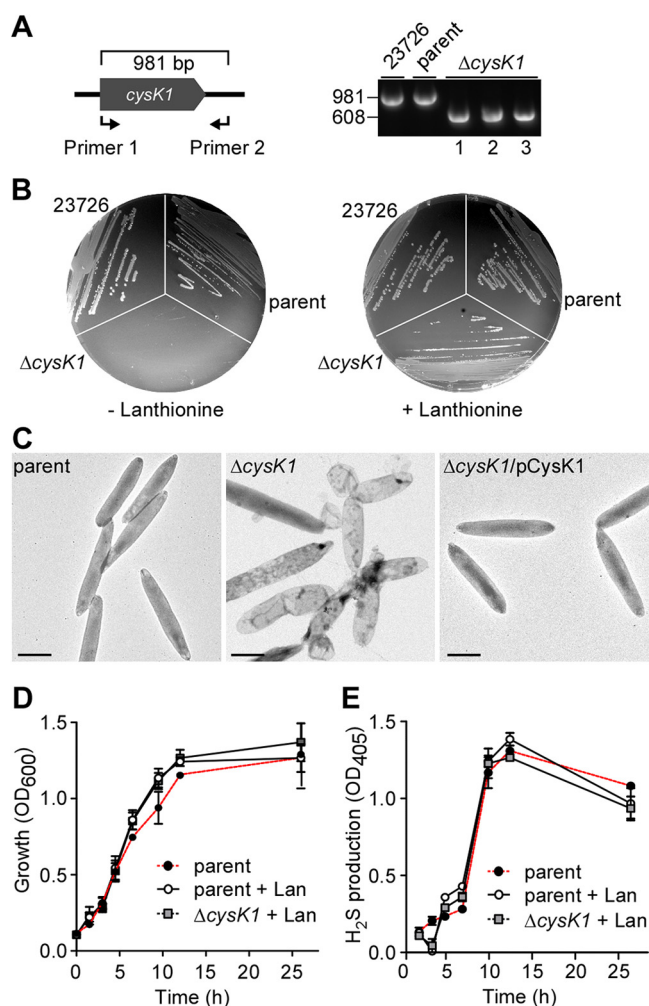 A
981 bp
cysK1
Primer 1
Primer 2
23726
parent
ΔcysK1
981
608
1 2 3
B
23726
parent
ΔcysK1
- Lanthionine
23726
parent
ΔcysK1
+ Lanthionine
C
parent
ΔcysK1
ΔcysK1/pCysK1
D
Growth (OD600)
1.5
1.0
0.5
0.0
0 5 10 15 20 25
Time (h)
parent
parent + Lan
ΔcysK1 + Lan
E
H2S production (OD405)
1.5
1.0
0.5
0.0
0 5 10 15 20 25
Time (h)
parent
parent + Lan
ΔcysK1 + Lan